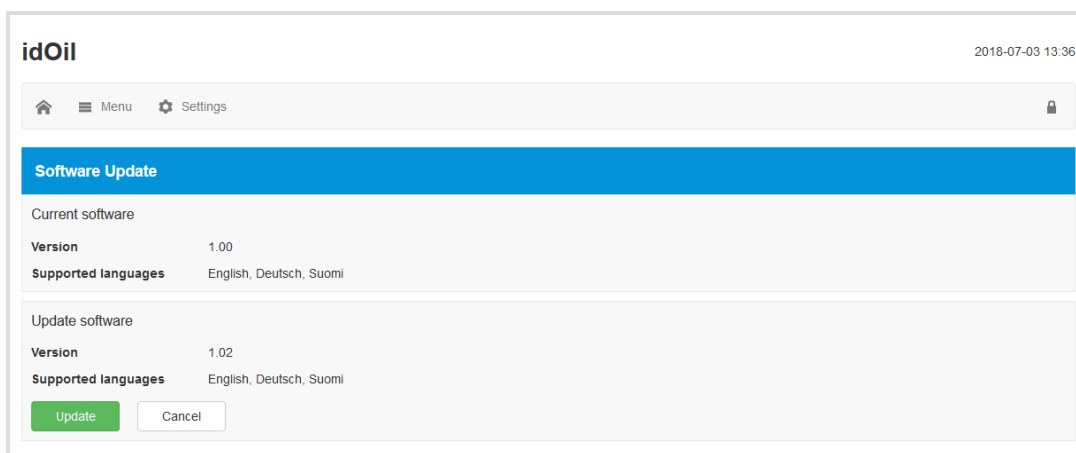 idOil
2018-07-03 13:36
Menu Settings
Software Update
Current software
Version 1.00
Supported languages English, Deutsch, Suomi
Update software
Version 1.02
Supported languages English, Deutsch, Suomi
Update Cancel